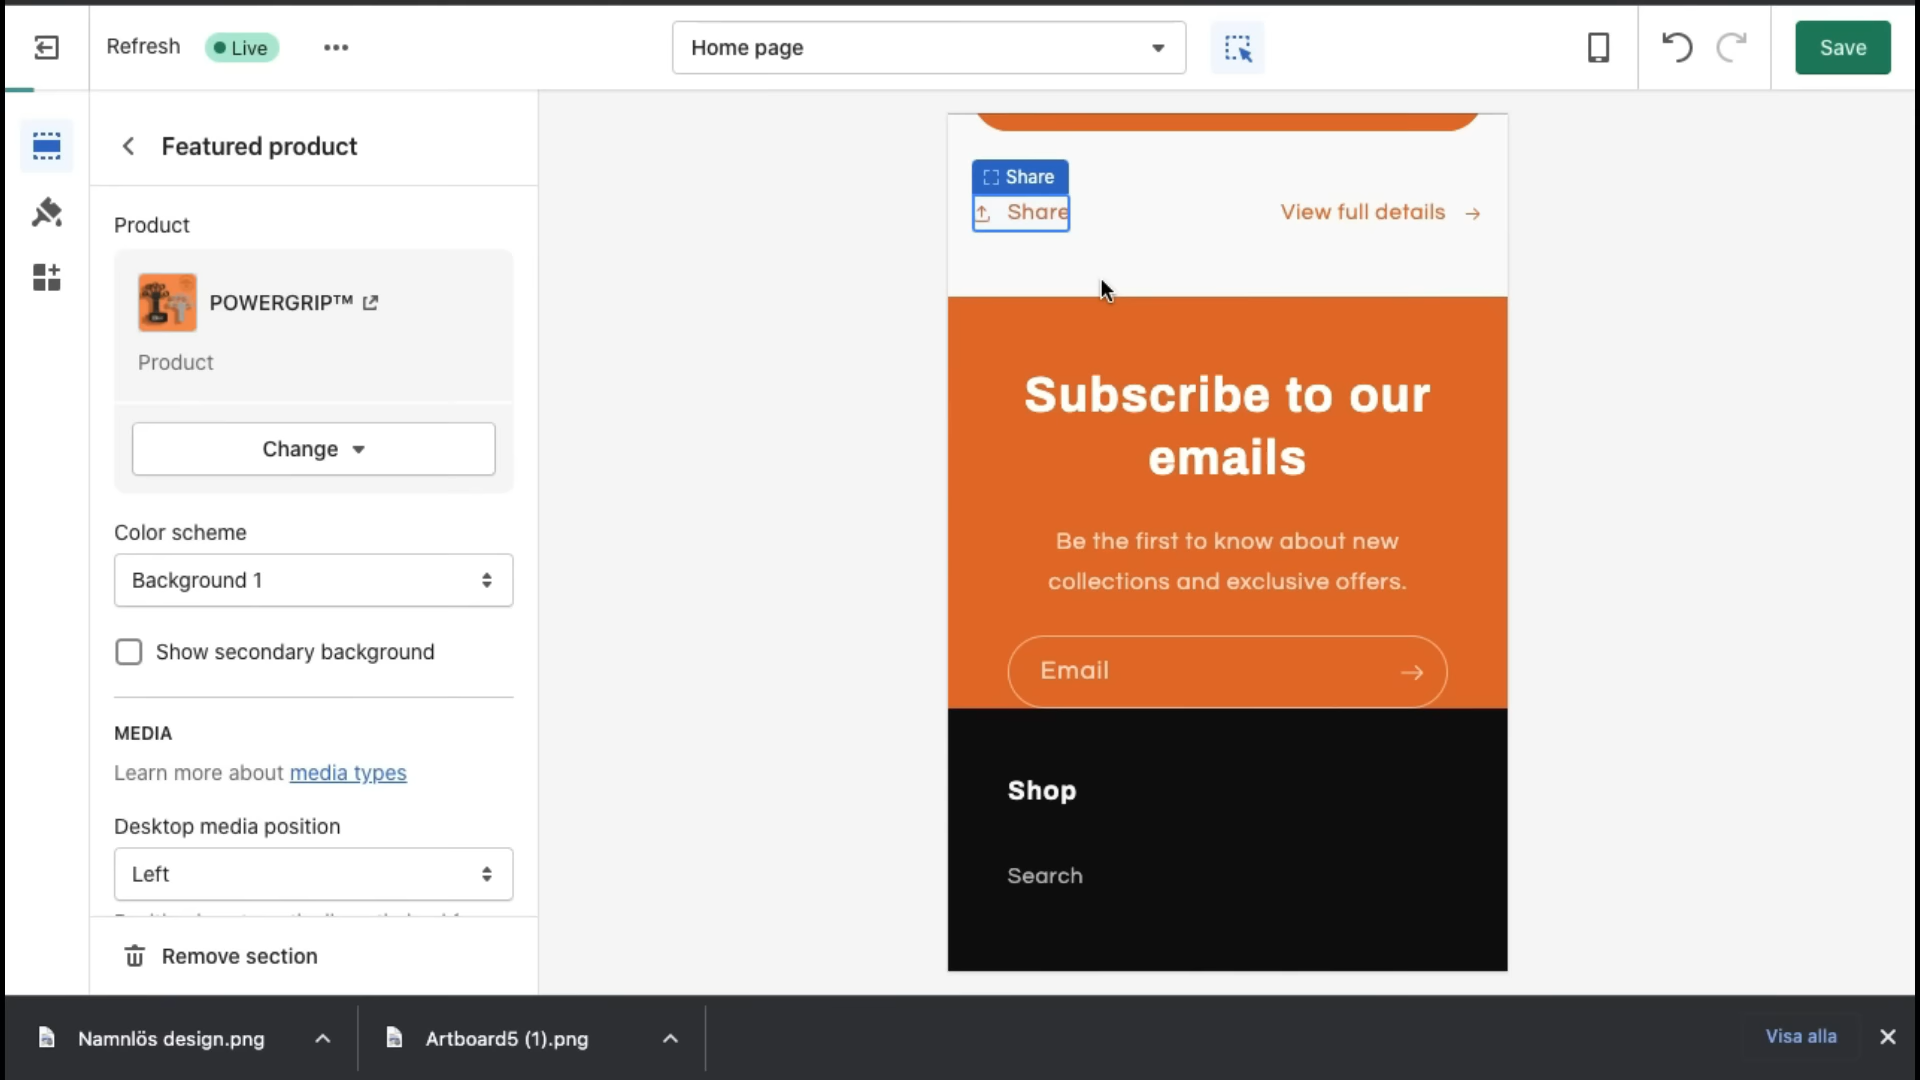 Refresh
Live
Home page
Save
Featured product
Product
POWERGRIP™
Product
Change
Color scheme
Background 1
Show secondary background
MEDIA
Learn more about media types
Desktop media position
Left
Remove section
Share
Share
View full details
Subscribe to our
emails
Be the first to know about new
collections and exclusive offers.
Email
Shop
Search
Namnlös design.png
Artboard5 (1).png
Visa alla